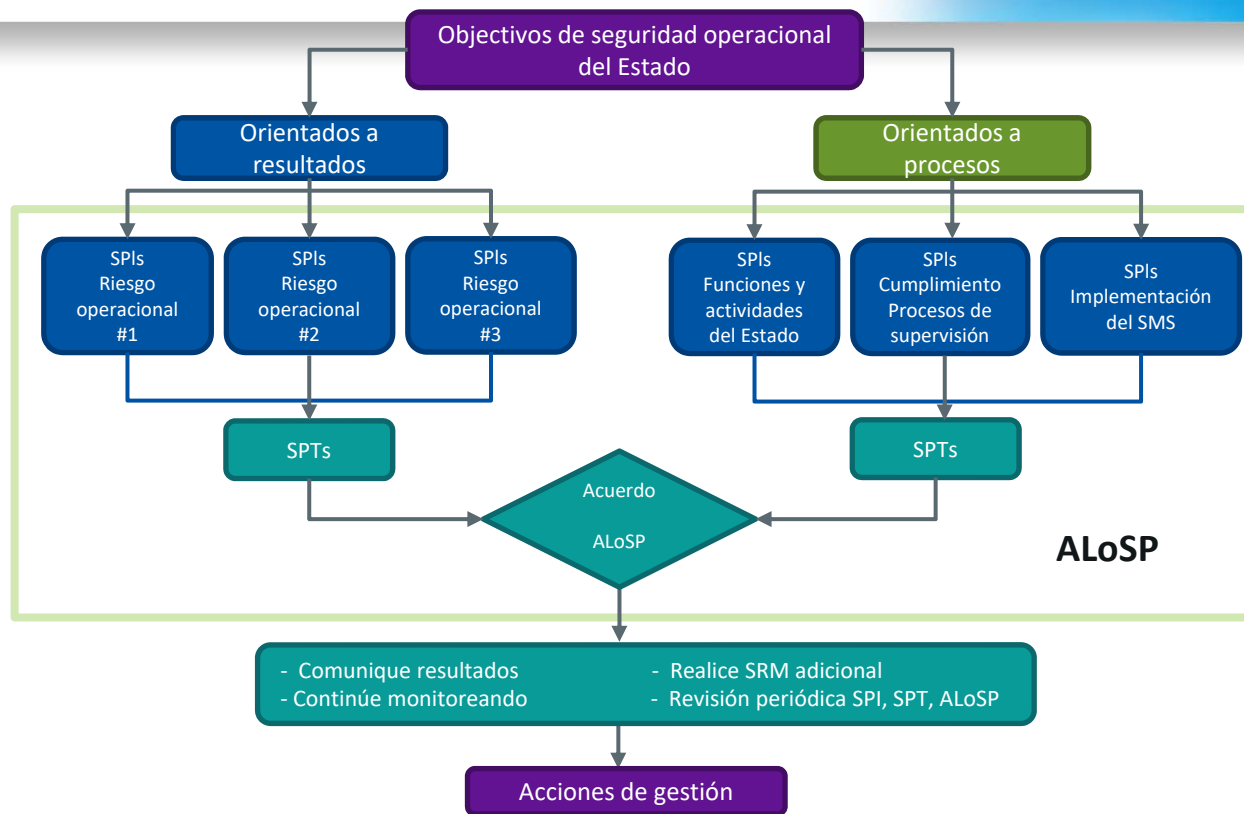 Objectivos de seguridad operacional
del Estado
Orientados a
resultados
Orientados a
procesos
SPIs
Riesgo
operacional
#1
SPIs
Riesgo
operacional
#2
SPIs
Riesgo
operacional
#3
SPIs
Funciones y
actividades
del Estado
SPIs
Cumplimiento
Procesos de
supervisión
SPIs
Implementación
del SMS
SPTs
SPTs
Acuerdo
ALoSP
ALoSP
- Comunique resultados
- Continúe monitoreando
- Realice SRM adicional
- Revisión periódica SPI, SPT, ALoSP
Acciones de gestión